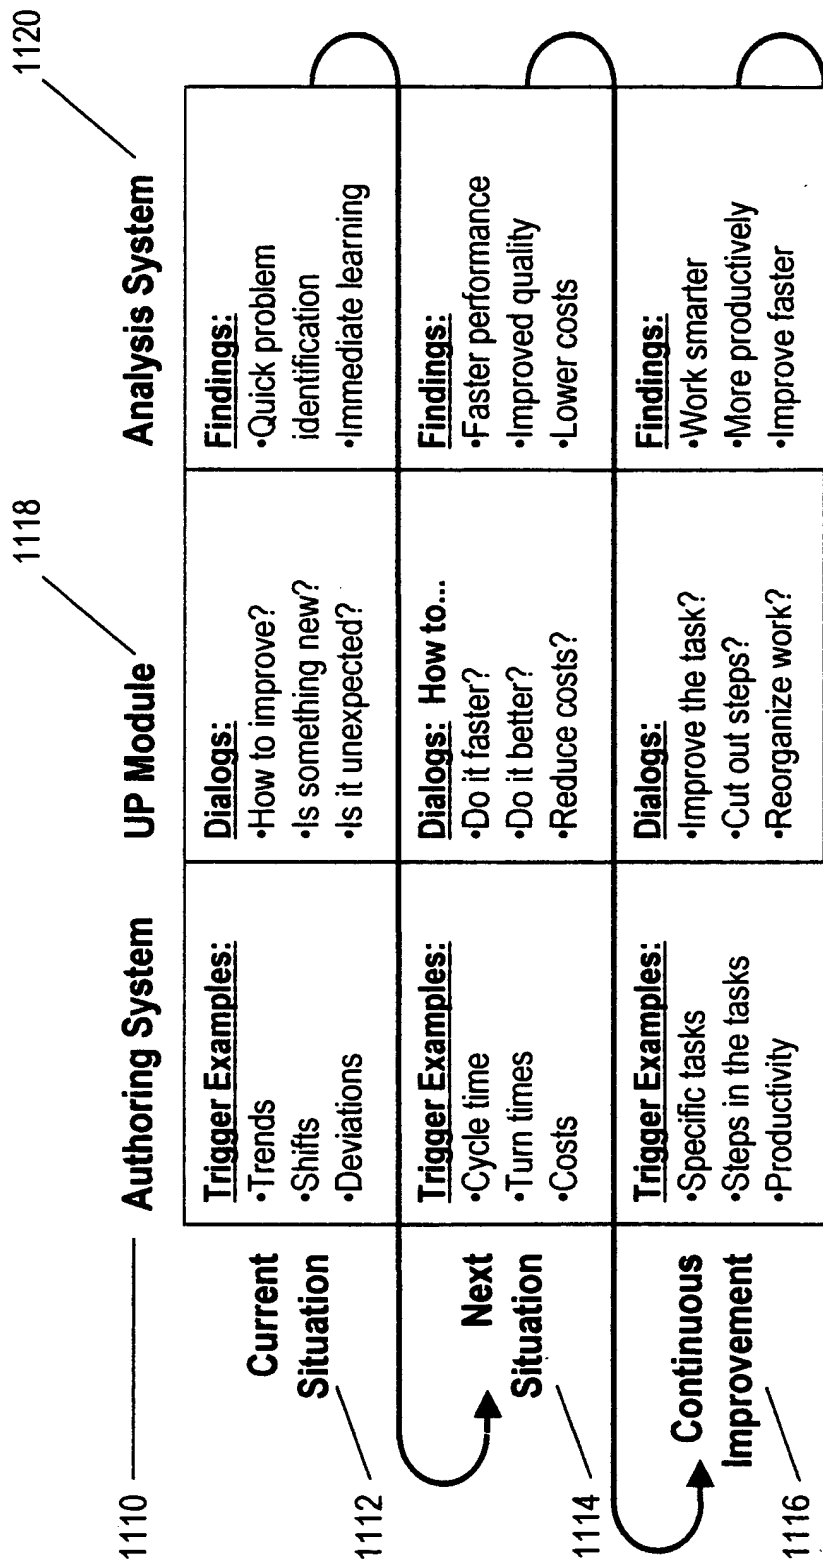 1110
Authoring System
UP Module
1118
Analysis System
1120
Current
Situation
1112
Trigger Examples:
•Trends
•Shifts
•Deviations
Dialogs:
•How to improve?
•Is something new?
•Is it unexpected?
Findings:
•Quick problem
identification
•Immediate learning
Next
Situation
1114
Trigger Examples:
•Cycle time
•Turn times
•Costs
Dialogs: How to...
•Do it faster?
•Do it better?
•Reduce costs?
Findings:
•Faster performance
•Improved quality
•Lower costs
Continuous
Improvement
1116
Trigger Examples:
•Specific tasks
•Steps in the tasks
•Productivity
Dialogs:
•Improve the task?
•Cut out steps?
•Reorganize work?
Findings:
•Work smarter
•More productively
•Improve faster